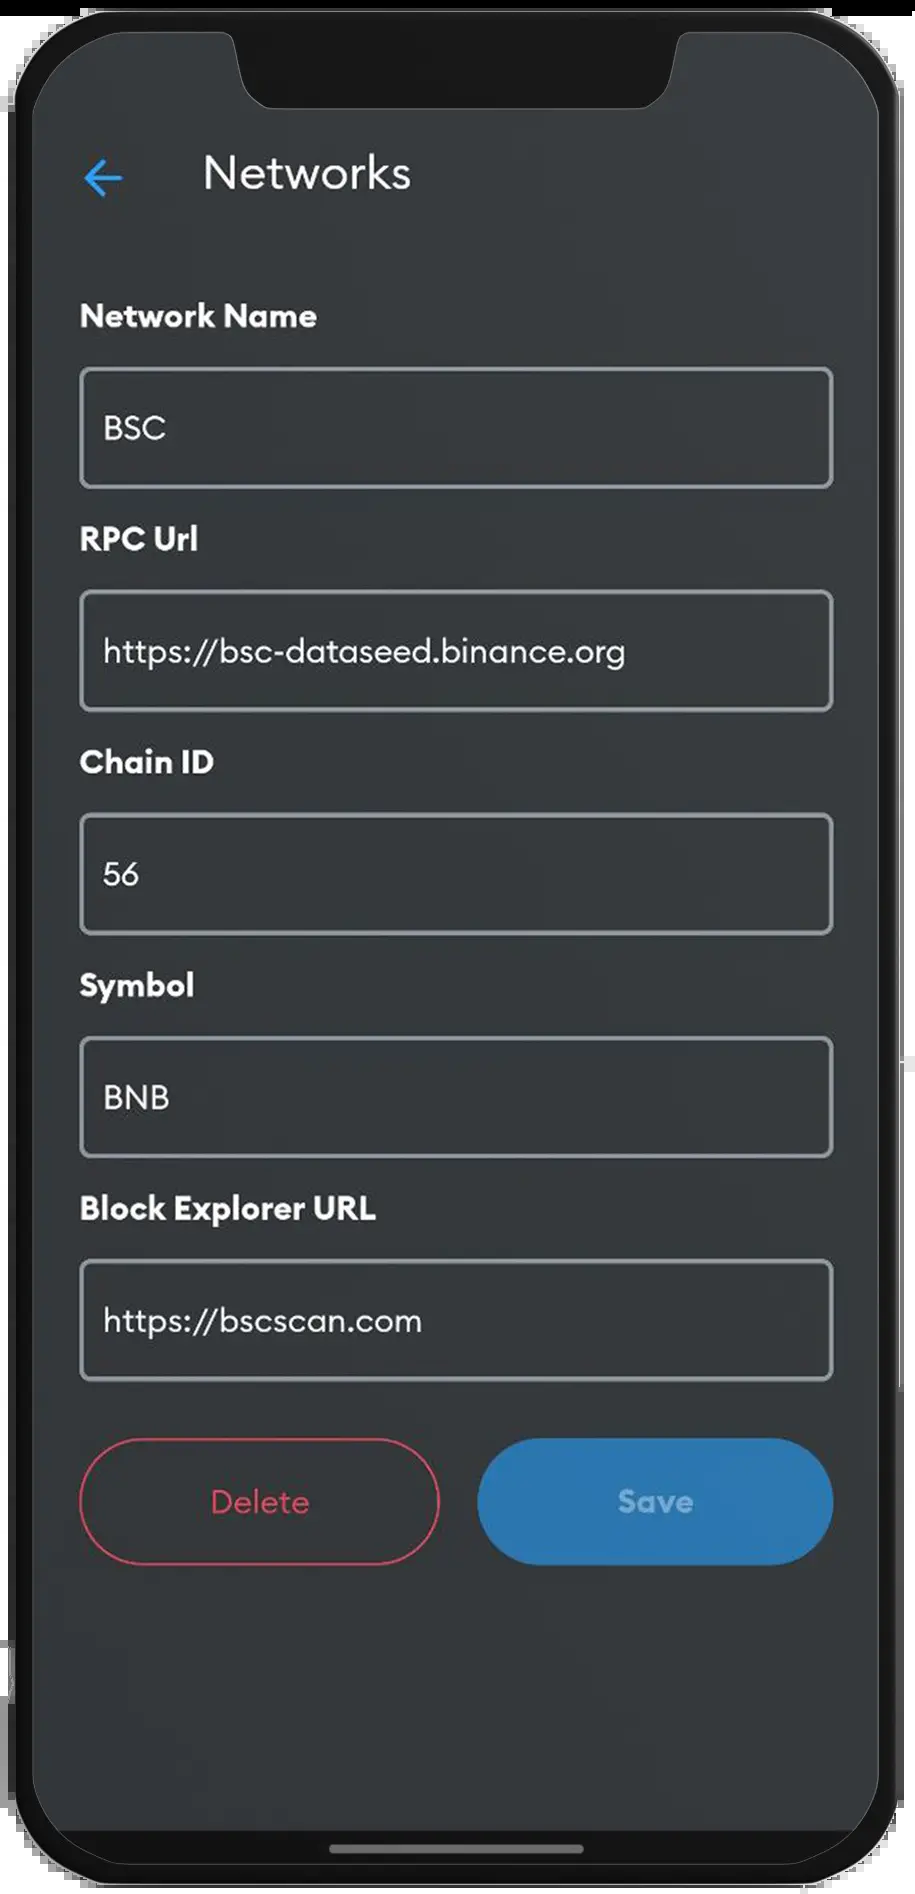 Networks
Network Name
BSC
RPC Url
https://bsc-dataseed.binance.org
Chain ID
56
Symbol
BNB
Block Explorer URL
https://bscscan.com
Delete
Save